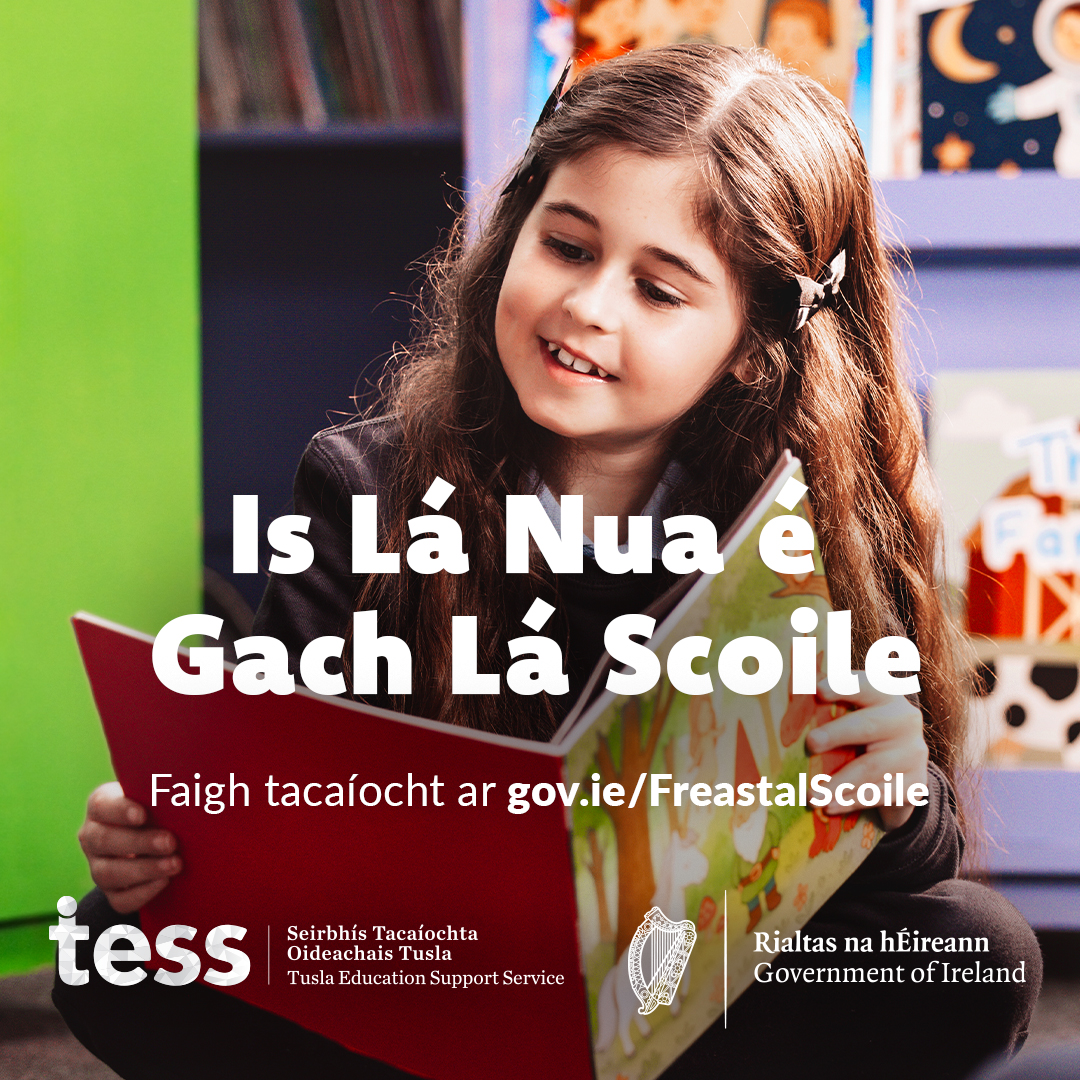 Is Lá Nua é
Gach Lá Scoile
Faigh tacaíocht ar gov.ie/FreastalScoile
tess
Seirbhís Tacaíochta
Oideachais Tusla
Tusla Education Support Service
Rialtas na hÉireann
Government of Ireland